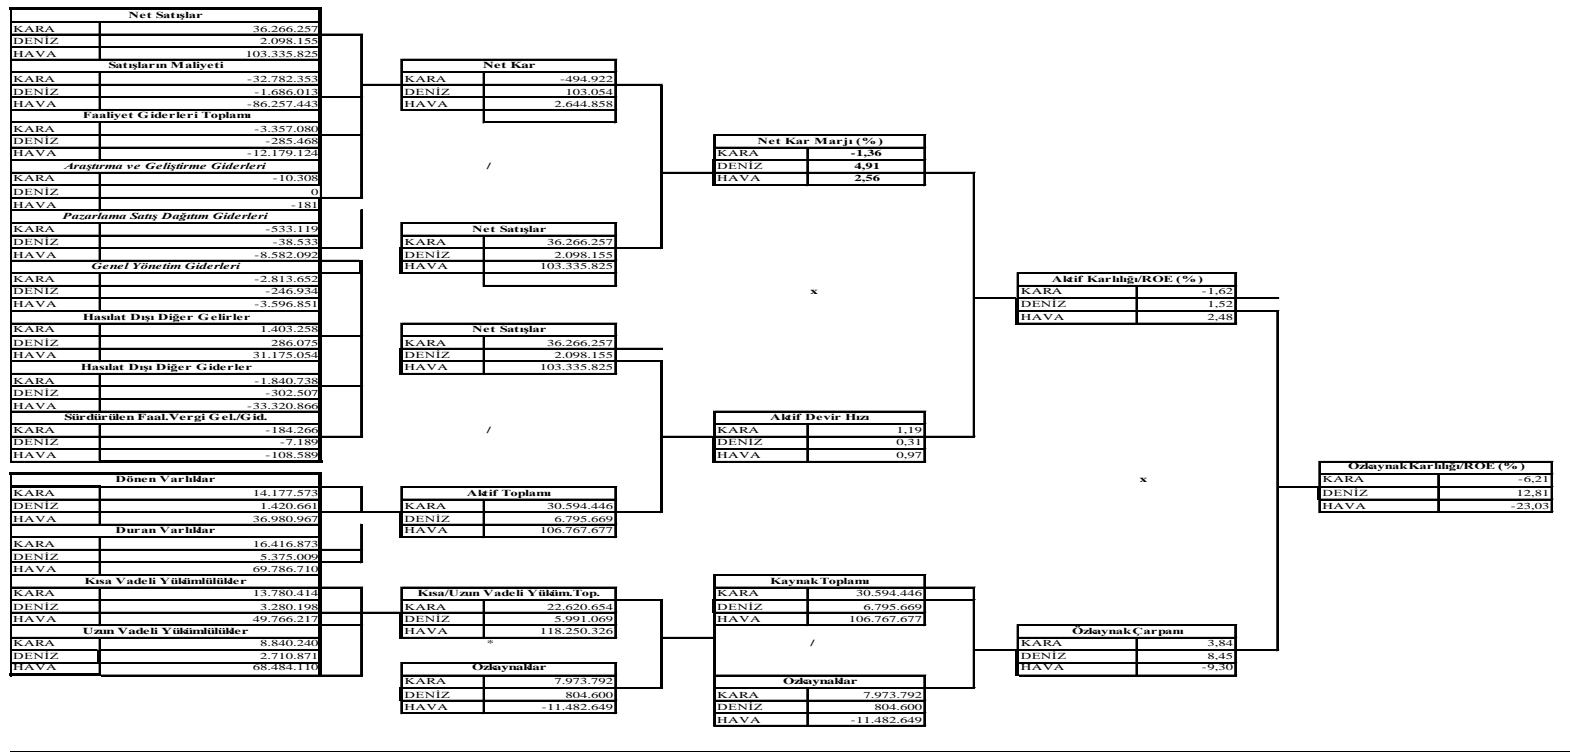 Net Satışlar
KARA 36.266.257
DENİZ 2.098.155
HAVA 103.335.825
Satışların Maliyeti
KARA -32.782.353
DENİZ -1.686.013
HAVA -86.257.443
Faaliyet Giderleri Toplamı
KARA -3.357.080
DENİZ -285.468
HAVA -12.179.124
Araştırma ve Geliştirme Giderleri
KARA -10.308
DENİZ 0
HAVA -181
Pazarlama Satış Dağıtım Giderleri
KARA -533.119
DENİZ -38.533
HAVA -8.582.092
Genel Yönetim Giderleri
KARA -2.813.652
DENİZ -246.934
HAVA -3.596.851
Hasılat Dışı Diğer Gelirler
KARA 1.403.258
DENİZ 286.075
HAVA 31.175.054
Hasılat Dışı Diğer Giderler
KARA -1.840.738
DENİZ -302.507
HAVA -33.320.866
Sürdürülen Faal.Vergi Gel./Gid.
KARA -184.266
DENİZ -7.189
HAVA -108.589
Dönen Varlıklar
KARA 14.177.573
DENİZ 1.420.661
HAVA 36.980.967
Duran Varlıklar
KARA 16.416.873
DENİZ 5.375.009
HAVA 69.786.710
Kısa Vadeli Yükümlülükler
KARA 13.780.414
DENİZ 3.280.198
HAVA 49.766.217
Uzun Vadeli Yükümlülükler
KARA 8.840.240
DENİZ 2.710.871
HAVA 68.484.110
Net Kar
KARA -494.922
DENİZ 103.054
HAVA 2.644.858
/
Net Satışlar
KARA 36.266.257
DENİZ 2.098.155
HAVA 103.335.825
Net Satışlar
KARA 36.266.257
DENİZ 2.098.155
HAVA 103.335.825
/
Aktif Toplamı
KARA 30.594.446
DENİZ 6.795.669
HAVA 106.767.677
Kısa/Uzun Vadeli Yüküm.Top.
KARA 22.620.654
DENİZ 5.991.069
HAVA 118.250.326
*
Özkaynaklar
KARA 7.973.792
DENİZ 804.600
HAVA -11.482.649
Net Kar Marjı (%)
KARA -1,36
DENİZ 4,91
HAVA 2,56
x
Aktif Devir Hızı
KARA 1,19
DENİZ 0,31
HAVA 0,97
Kaynak Toplamı
KARA 30.594.446
DENİZ 6.795.669
HAVA 106.767.677
/
Özkaynaklar
KARA 7.973.792
DENİZ 804.600
HAVA -11.482.649
Aktif Karlılığı/ROE (%)
KARA -1,62
DENİZ 1,52
HAVA 2,48
x
Özkaynak Çarpanı
KARA 3,84
DENİZ 8,45
HAVA -9,30
Özkaynak Karlılığı/ROE (%)
KARA -6,21
DENİZ 12,81
HAVA -23,03